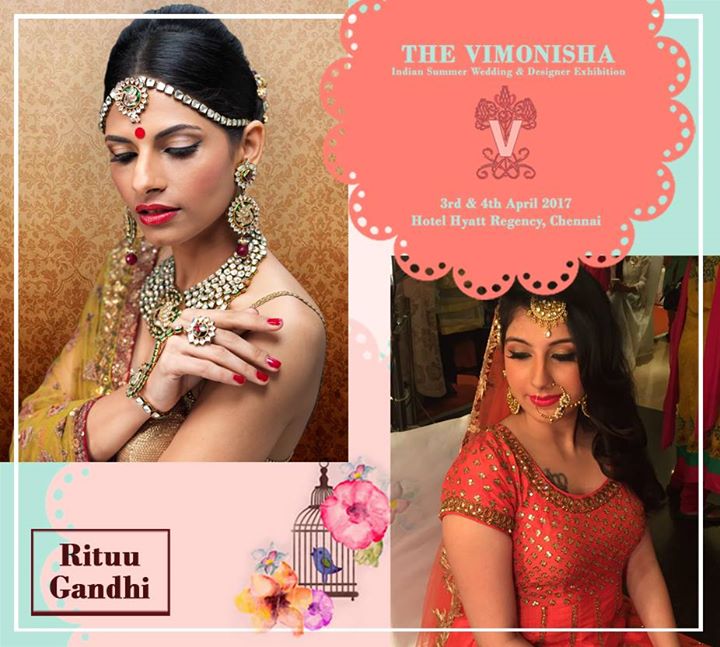 THE VIMONISHA
Indian Summer Wedding & Designer Exhibition
V
3rd & 4th April 2017
Hotel Hyatt Regency, Chennai
Rituu
Gandhi